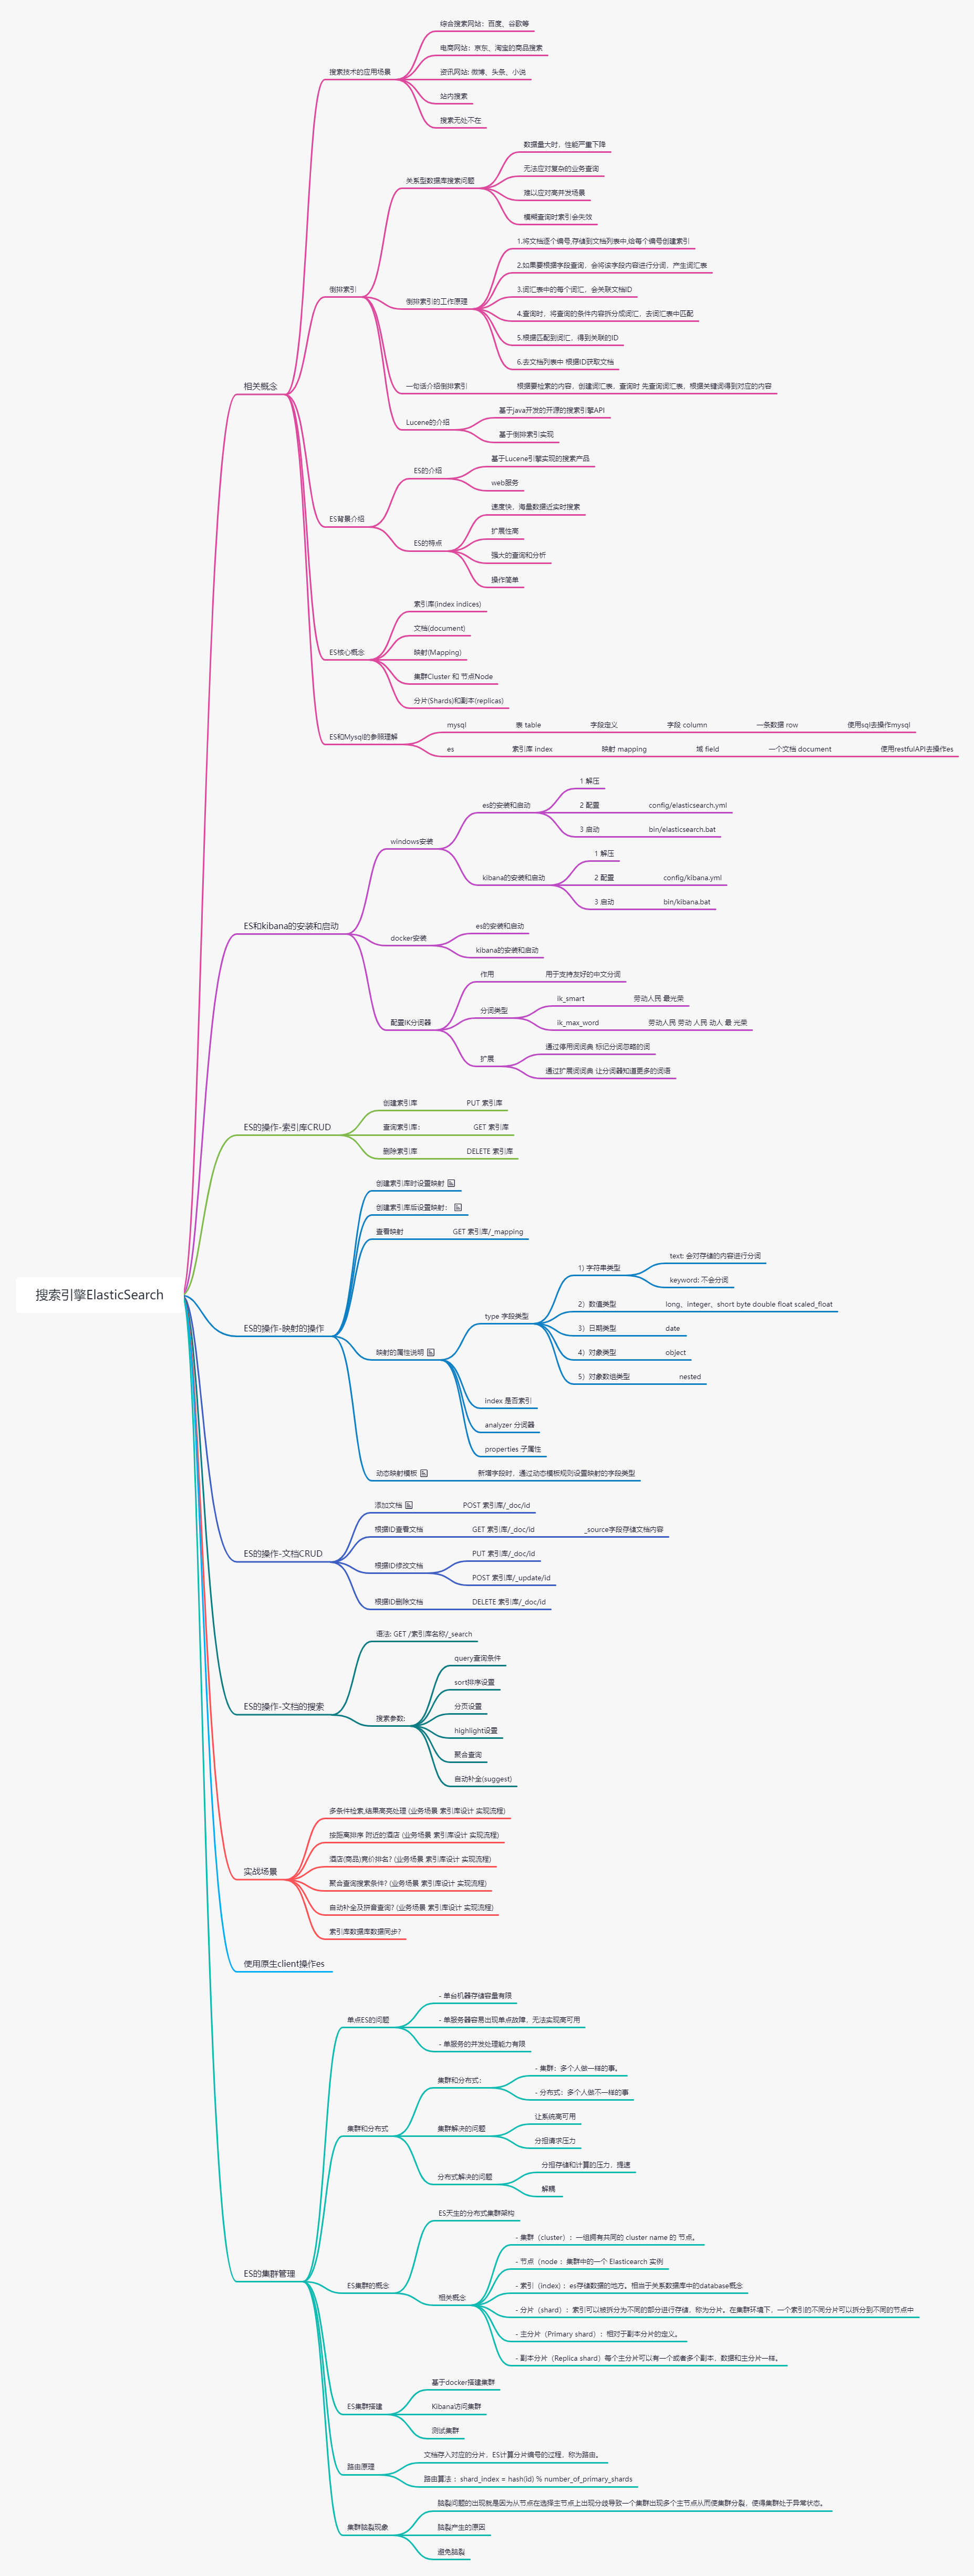 搜索引擎ElasticSearch
相关概念
搜索技术的应用场景
综合搜索网站：百度、谷歌等
电商网站：京东、淘宝的商品搜索
资讯网站: 微博、头条、小说
站内搜索
搜索无处不在
倒排索引
关系型数据库搜索问题
数据量大时，性能严重下降
无法应对复杂的业务查询
难以应对高并发场景
模糊查询时索引会失效
倒排索引的工作原理
1.将文档逐个编号,存储到文档列表中,给每个编号创建索引
2.如果要根据字段查询，会将该字段内容进行分词，产生词汇表
3.词汇表中的每个词汇，会关联文档ID
4.查询时，将查询的条件内容拆分成词汇，去词汇表中匹配
5.根据匹配到词汇，得到关联的ID
6.去文档列表中 根据ID获取文档
一句话介绍倒排索引
根据要检索的内容，创建词汇表，查询时 先查询词汇表，根据关键词得到对应的内容
Lucene的介绍
基于java开发的开源的搜索引擎API
基于倒排索引实现
ES背景介绍
ES的介绍
基于Lucene引擎实现的搜索产品
web服务
ES的特点
速度快，海量数据近实时搜索
扩展性高
强大的查询和分析
操作简单
ES核心概念
索引库(index indices)
文档(document)
映射(Mapping)
集群Cluster 和 节点Node
分片(Shards)和副本(replicas)
ES和Mysql的参照理解
mysql
表 table
字段定义
字段 column
一条数据 row
使用sql去操作mysql
es
索引库 index
映射 mapping
域 field
一个文档 document
使用restfulAPI去操作es
ES和kibana的安装和启动
windows安装
es的安装和启动
1 解压
2 配置
config/elasticsearch.yml
3 启动
bin/elasticsearch.bat
kibana的安装和启动
1 解压
2 配置
config/kibana.yml
3 启动
bin/kibana.bat
docker安装
es的安装和启动
kibana的安装和启动
配置IK分词器
作用
用于支持友好的中文分词
分词类型
ik_smart
劳动人民 最光荣
ik_max_word
劳动人民 劳动 人民 动人 最 光荣
扩展
通过停用词词典 标记分词忽略的词
通过扩展词词典 让分词器知道更多的词语
ES的操作-索引库CRUD
创建索引库
PUT 索引库
查询索引库：
GET 索引库
删除索引库
DELETE 索引库
ES的操作-映射的操作
创建索引库时设置映射
创建索引库后设置映射：
查看映射
GET 索引库/_mapping
映射的属性说明
type 字段类型
1) 字符串类型
text: 会对存储的内容进行分词
keyword: 不会分词
2）数值类型
long、integer、short byte double float scaled_float
3）日期类型
date
4）对象类型
object
5）对象数组类型
nested
index 是否索引
analyzer 分词器
properties 子属性
动态映射模板
新增字段时，通过动态模板规则设置映射的字段类型
ES的操作-文档CRUD
添加文档
POST 索引库/_doc/id
根据ID查看文档
GET 索引库/_doc/id
_source字段存储文档内容
根据ID修改文档
PUT 索引库/_doc/id
POST 索引库/_update/id
根据ID删除文档
DELETE 索引库/_doc/id
ES的操作-文档的搜索
语法: GET /索引库名称/_search
搜索参数:
query查询条件
sort排序设置
分页设置
highlight设置
聚合查询
自动补全(suggest)
实战场景
多条件检索,结果高亮处理 (业务场景 索引库设计 实现流程)
按距离排序 附近的酒店 (业务场景 索引库设计 实现流程)
酒店(商品)竞价排名? (业务场景 索引库设计 实现流程)
聚合查询搜索条件? (业务场景 索引库设计 实现流程)
自动补全及拼音查询? (业务场景 索引库设计 实现流程)
索引库数据库数据同步?
使用原生client操作es
ES的集群管理
单点ES的问题
- 单台机器存储容量有限
- 单服务器容易出现单点故障，无法实现高可用
- 单服务的并发处理能力有限
集群和分布式
集群和分布式：
- 集群：多个人做一样的事。
- 分布式：多个人做不一样的事
集群解决的问题
让系统高可用
分担请求压力
分布式解决的问题
分担存储和计算的压力，提速
解耦
ES集群的概念
ES天生的分布式集群架构
相关概念
- 集群（cluster）：一组拥有共同的 cluster name 的 节点。
- 节点（node ：集群中的一个 Elasticearch 实例
- 索引（index）: es存储数据的地方。相当于关系数据库中的database概念
- 分片（shard）：索引可以被拆分为不同的部分进行存储，称为分片。在集群环境下，一个索引的不同分片可以拆分到不同的节点中
- 主分片（Primary shard）：相对于副本分片的定义。
- 副本分片（Replica shard）每个主分片可以有一个或者多个副本，数据和主分片一样。
ES集群搭建
基于docker搭建集群
Kibana访问集群
测试集群
路由原理
文档存入对应的分片，ES计算分片编号的过程，称为路由。
路由算法 ：shard_index = hash(id) % number_of_primary_shards
集群脑裂现象
脑裂问题的出现就是因为从节点在选择主节点上出现分歧导致一个集群出现多个主节点从而使集群分裂，使得集群处于异常状态。
脑裂产生的原因
避免脑裂